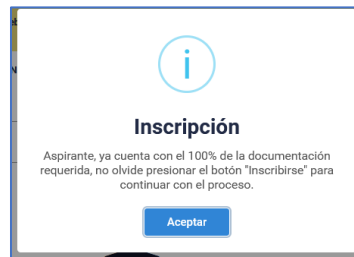 Inscripción
Aspirante, ya cuenta con el 100% de la documentación
requerida, no olvide presionar el botón "Inscribirse" para
continuar con el proceso.
Aceptar